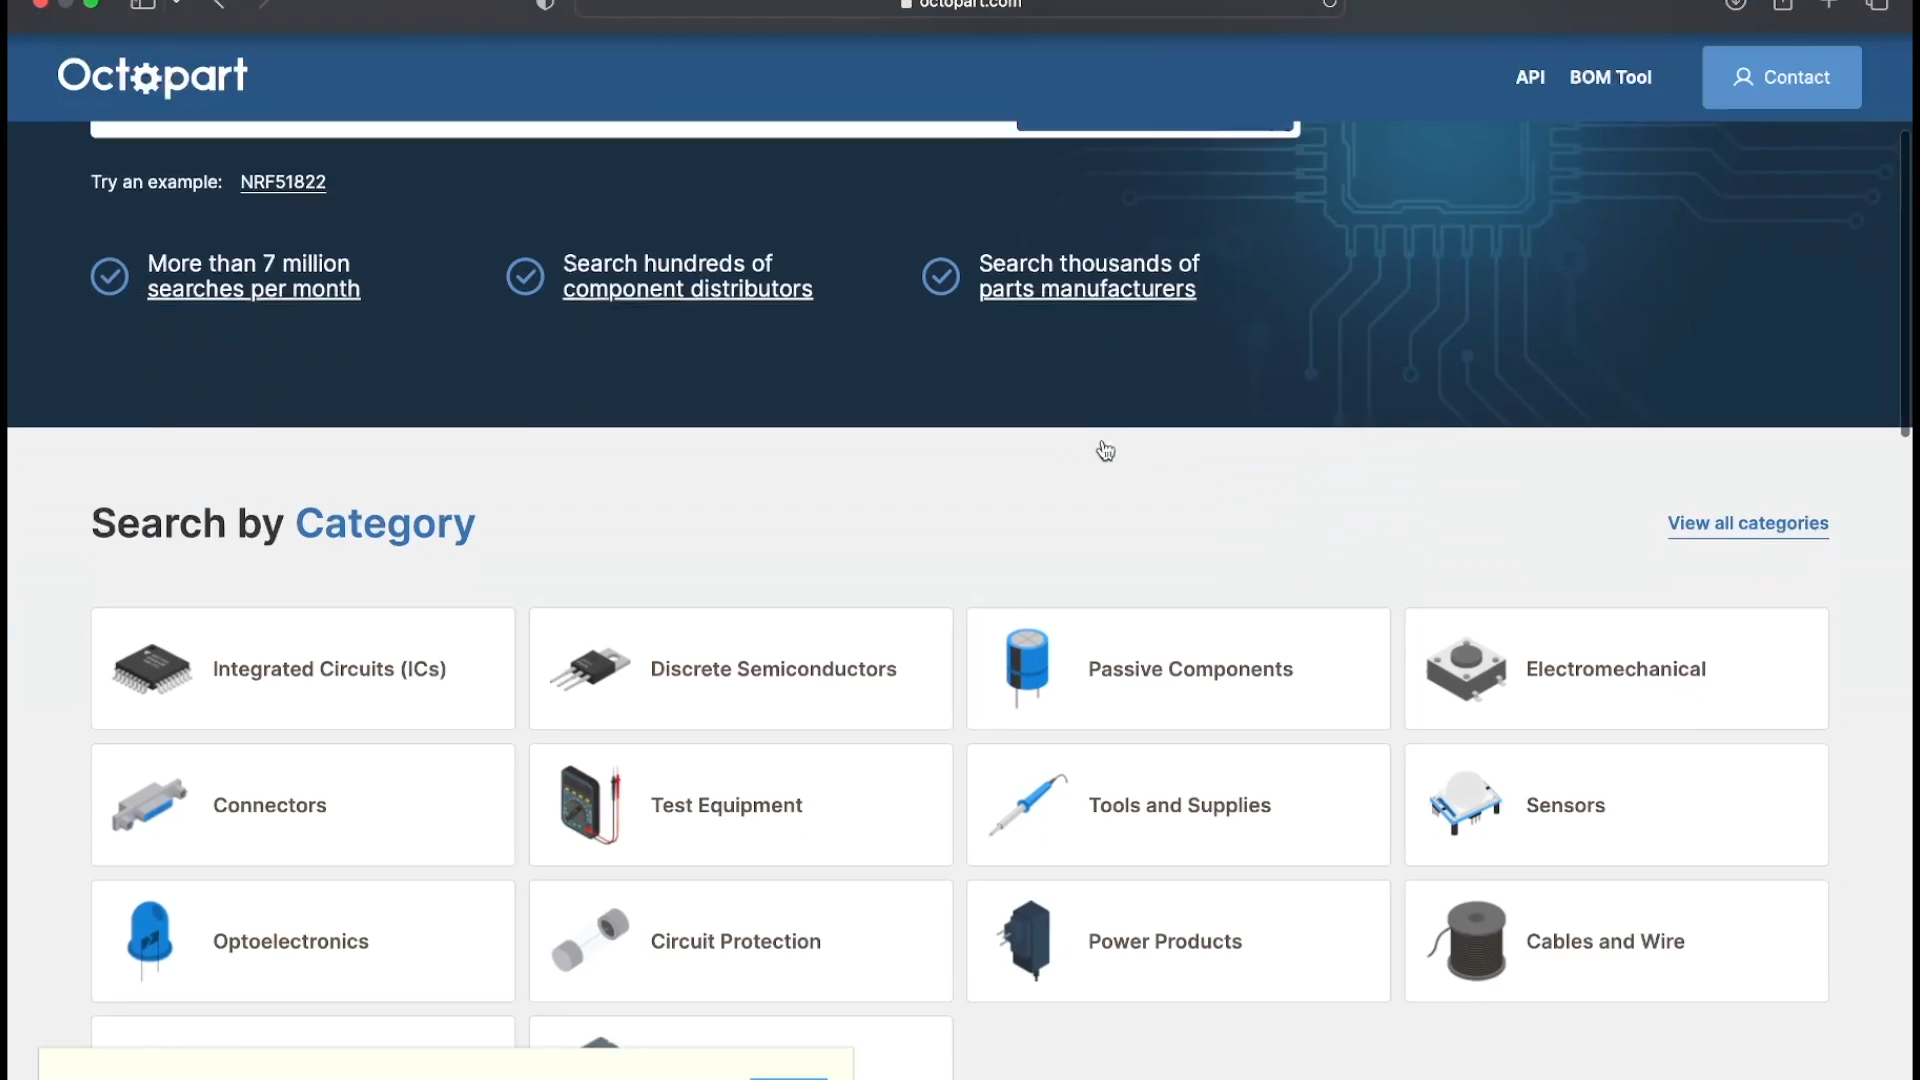 octopart.com
Octopart
API
BOM Tool
Contact
Try an example: NRF51822
More than 7 million
searches per month
Search hundreds of
component distributors
Search thousands of
parts manufacturers
Search by Category
View all categories
Integrated Circuits (ICs)
Discrete Semiconductors
Passive Components
Electromechanical
Connectors
Test Equipment
Tools and Supplies
Sensors
Optoelectronics
Circuit Protection
Power Products
Cables and Wire